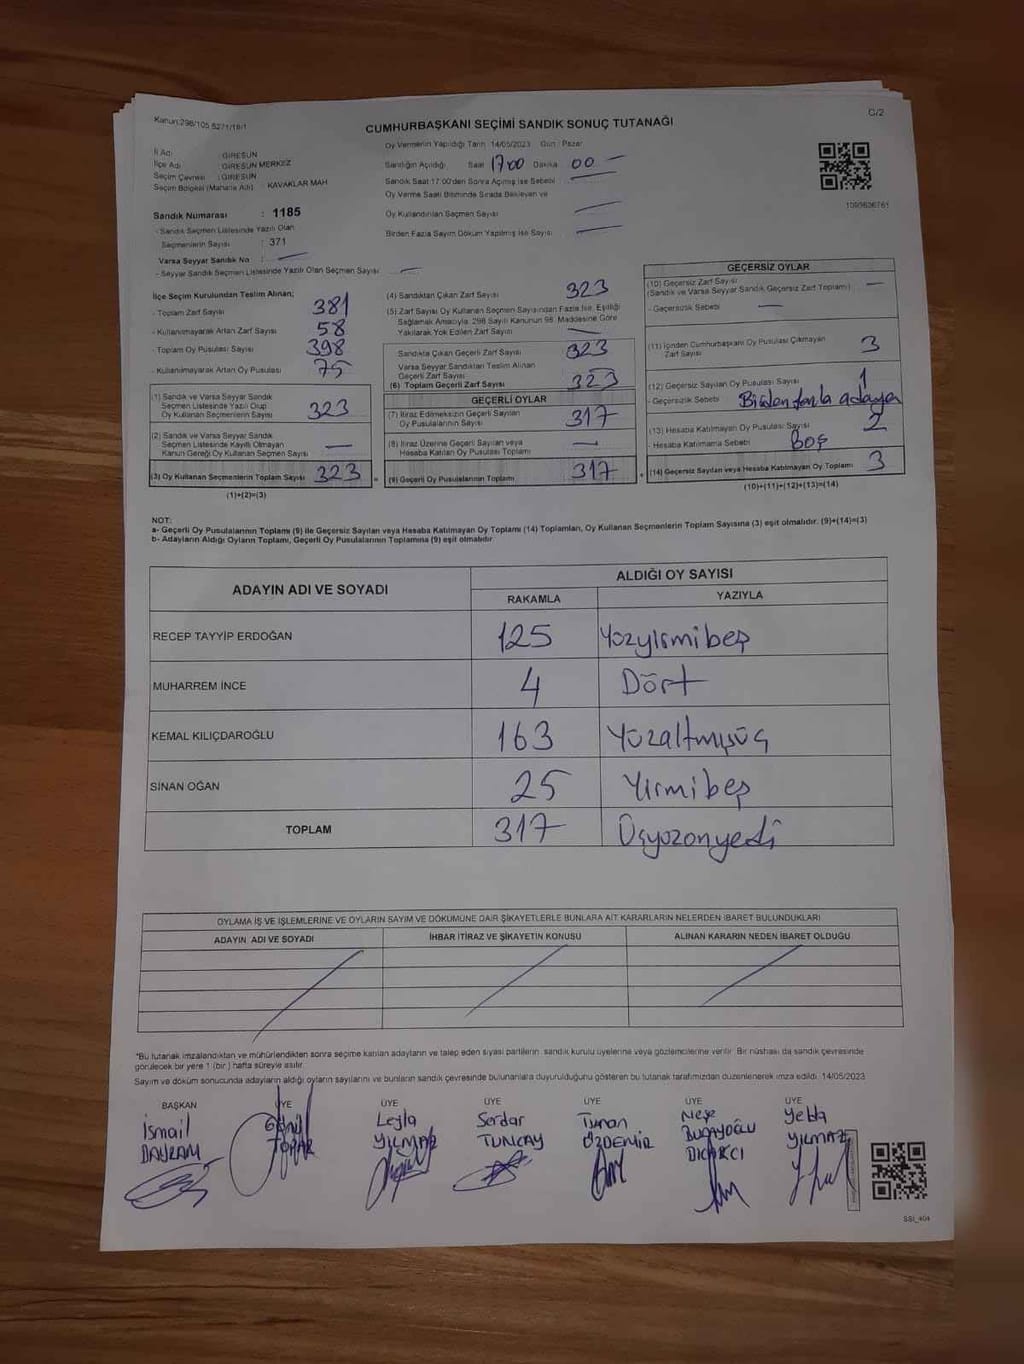 Kanun:298/105 5271/18/1
C/2
CUMHURBAŞKANI SEÇİMİ SANDIK SONUÇ TUTANAĞI
İl Adı : GİRESUN
İlçe Adı : GİRESUN MERKEZ
Seçim Çevresi : GİRESUN
Seçim Bölgesi (Mahalle Adı) KAVAKLAR MAH
Sandık Numarası : 1185
- Sandık Seçmen Listesinde Yazılı Olan
Seçmenlerin Sayısı : 371
Varsa Seyyar Sandık No : —
- Seyyar Sandık Seçmen Listesinde Yazılı Olan Seçmen Sayısı —
Oy Vermenin Yapıldığı Tarih 14/05/2023 Gün : Pazar
Sandığın Açıldığı Saat 17:00 Dakika 00 —
Sandık Saat 17.00'den Sonra Açılmış İse Sebebi —
Oy Verme Saati Bitiminde Sırada Bekleyen ve
Oy Kullandırılan Seçmen Sayısı —
Birden Fazla Sayım Döküm Yapılmış İse Sayısı —
1093626761
İlçe Seçim Kurulundan Teslim Alınan;
- Toplam Zarf Sayısı 381
- Kullanılmayarak Artan Zarf Sayısı 58
- Toplam Oy Pusulası Sayısı 398
- Kullanılmayarak Artan Oy Pusulası 75
(1) Sandık ve Varsa Seyyar Sandık
Seçmen Listesinde Yazılı Olup
Oy Kullanan Seçmenlerin Sayısı 323
(2) Sandık ve Varsa Seyyar Sandık
Seçmen Listesinde Kayıtlı Olmayan
Kanun Gereği Oy Kullanan Seçmen Sayısı —
(3) Oy Kullanan Seçmenlerin Toplam Sayısı 323
(1)+(2)=(3)
(4) Sandıktan Çıkan Zarf Sayısı 323
(5) Zarf Sayısı Oy Kullanan Seçmen Sayısından Fazla İse, Eşitliği
Sağlamak Amacıyla, 298 Sayılı Kanunun 98. Maddesine Göre
Yakılarak Yok Edilen Zarf Sayısı —
Sandıkta Çıkan Geçerli Zarf Sayısı 323
Varsa Seyyar Sandıktan Teslim Alınan
Geçerli Zarf Sayısı
(6) Toplam Geçerli Zarf Sayısı 323
GEÇERLİ OYLAR
(7) İtiraz Edilmeksizin Geçerli Sayılan
Oy Pusulalarının Sayısı 317
(8) İtiraz Üzerine Geçerli Sayılan veya
Hesaba Katılan Oy Pusulası Toplamı —
(9) Geçerli Oy Pusulalarının Toplamı 317
GEÇERSİZ OYLAR
(10) Geçersiz Zarf Sayısı
(Sandık ve Varsa Seyyar Sandık Geçersiz Zarf Toplamı) —
- Geçersizlik Sebebi —
(11) İçinden Cumhurbaşkanı Oy Pusulası Çıkmayan
Zarf Sayısı 3
(12) Geçersiz Sayılan Oy Pusulası Sayısı 1
- Geçersizlik Sebebi Birden fazla adaya
(13) Hesaba Katılmayan Oy Pusulası Sayısı 2
- Hesaba Katılmama Sebebi Boş
(14) Geçersiz Sayılan veya Hesaba Katılmayan Oy Toplamı 3
(10)+(11)+(12)+(13)=(14)
NOT:
a- Geçerli Oy Pusulalarının Toplamı (9) ile Geçersiz Sayılan veya Hesaba Katılmayan Oy Toplamı (14) Toplamları, Oy Kullanan Seçmenlerin Toplam Sayısına (3) eşit olmalıdır. (9)+(14)=(3)
b- Adayların Aldığı Oyların Toplamı, Geçerli Oy Pusulalarının Toplamına (9) eşit olmalıdır.
ADAYIN ADI VE SOYADI
ALDIĞI OY SAYISI
RAKAMLA YAZIYLA
RECEP TAYYİP ERDOĞAN 125 Yüzyirmibeş
MUHARREM İNCE 4 Dört
KEMAL KILIÇDAROĞLU 163 Yüzaltmışüç
SİNAN OĞAN 25 Yirmibeş
TOPLAM 317 Üçyüzonyedi
OYLAMA İŞ VE İŞLEMLERİNE VE OYLARIN SAYIM VE DÖKÜMÜNE DAİR ŞİKAYETLERLE BUNLARA AİT KARARLARIN NELERDEN İBARET BULUNDUKLARI
ADAYIN ADI VE SOYADI İHBAR İTİRAZ VE ŞİKAYETİN KONUSU ALINAN KARARIN NEDEN İBARET OLDUĞU
*Bu tutanak imzalandıktan ve mühürlendikten sonra seçime katılan adayların ve talep eden siyasi partilerin sandık kurulu üyelerine veya gözlemcilerine verilir. Bir nüshası da sandık çevresinde
görülecek bir yere 1 (bir) hafta süreyle asılır.
Sayım ve döküm sonucunda adayların aldığı oyların sayılarını ve bunların sandık çevresinde bulunanlara duyurulduğunu gösteren bu tutanak tarafımızdan düzenlenerek imza edildi. 14/05/2023
BAŞKAN ÜYE ÜYE ÜYE ÜYE ÜYE ÜYE
İsmail Leyla Serdar Tunan Neşe Yelda
BAYRAM YILMAZ TUNCAY ÖZDEMİR YILMAZ
SSI_404